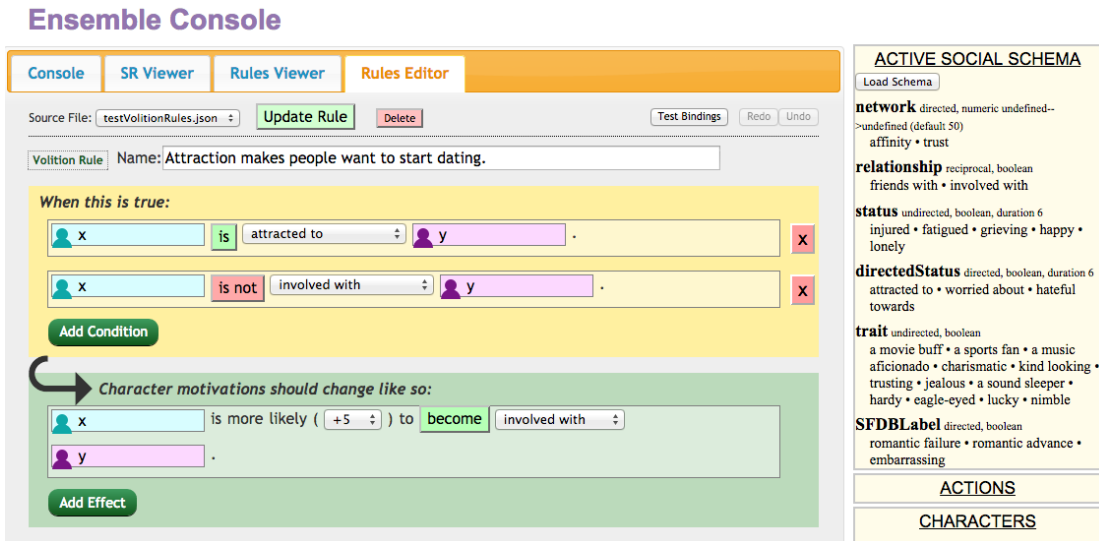 Ensemble Console
Console SR Viewer Rules Viewer Rules Editor
Source File: testVolitionRules.json Update Rule Delete Test Bindings Redo Undo
Volition Rule Name: Attraction makes people want to start dating.
When this is true:
x is attracted to y .
x
x is not involved with y .
x
Add Condition
Character motivations should change like so:
x is more likely ( +5 ) to become involved with
y .
Add Effect
ACTIVE SOCIAL SCHEMA
Load Schema
network directed, numeric undefined--
>undefined (default 50)
affinity • trust
relationship reciprocal, boolean
friends with • involved with
status undirected, boolean, duration 6
injured • fatigued • grieving • happy •
lonely
directedStatus directed, boolean, duration 6
attracted to • worried about • hateful
towards
trait undirected, boolean
a movie buff • a sports fan • a music
aficionado • charismatic • kind looking •
trusting • jealous • a sound sleeper •
hardy • eagle-eyed • lucky • nimble
SFDBLabel directed, boolean
romantic failure • romantic advance •
embarrassing
ACTIONS
CHARACTERS